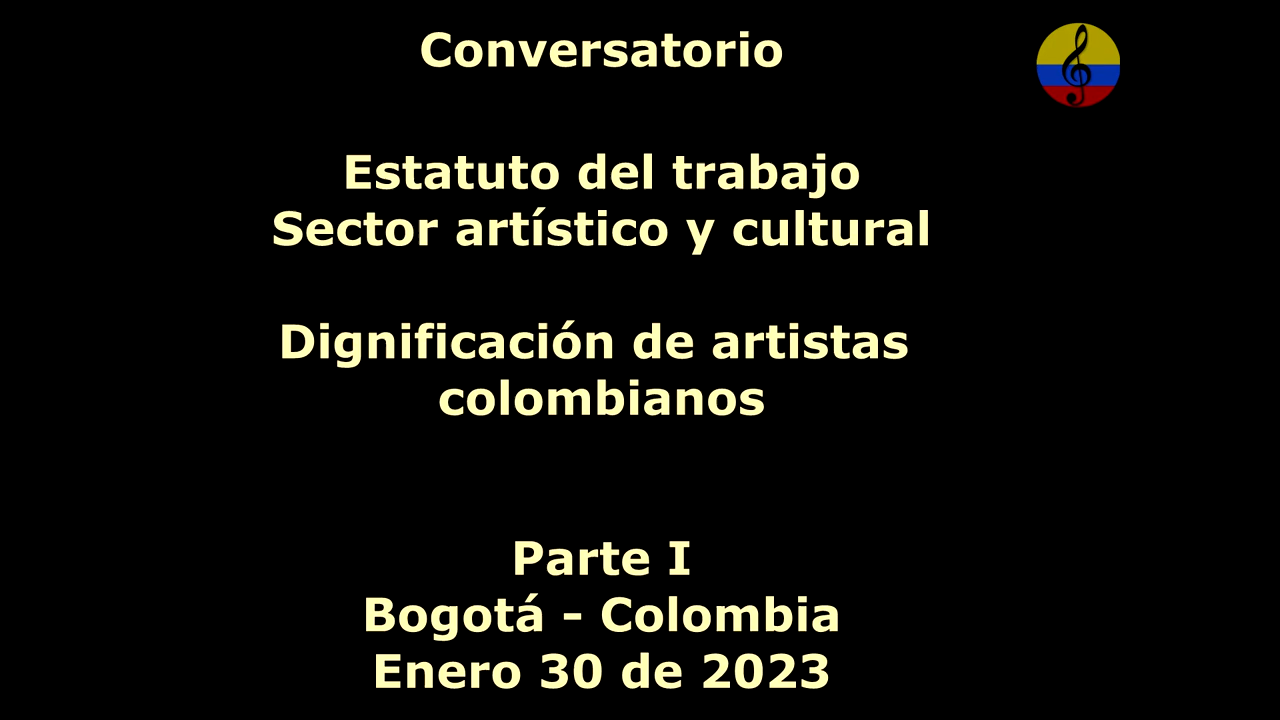 Conversatorio
Estatuto del trabajo
Sector artístico y cultural
Dignificación de artistas
colombianos
Parte I
Bogotá - Colombia
Enero 30 de 2023